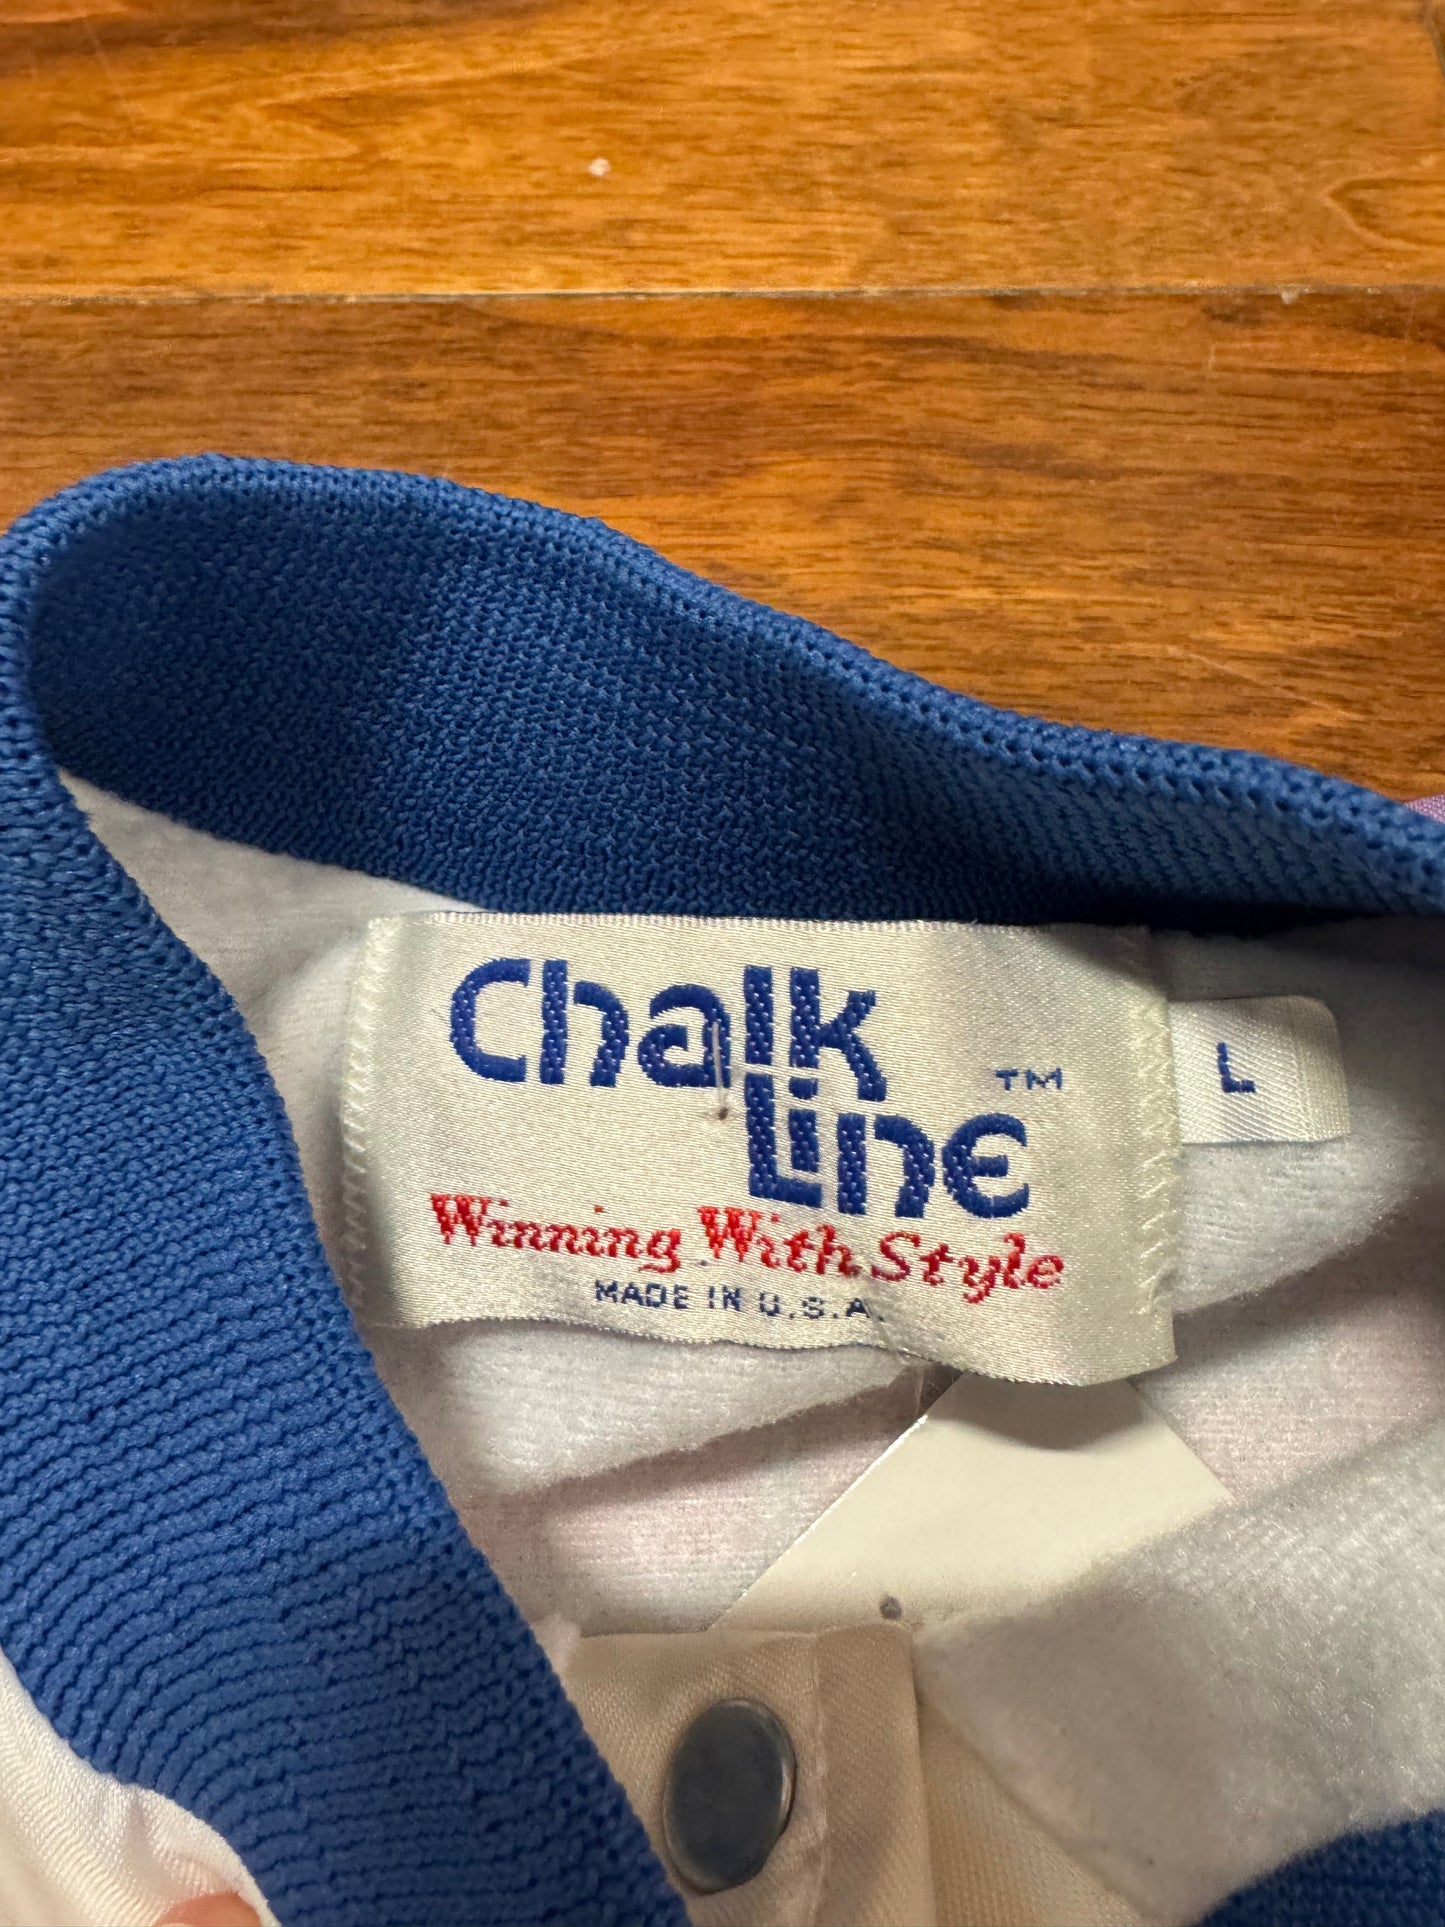 Chalk
Line ™
L
Winning With Style
MADE IN U.S.A.